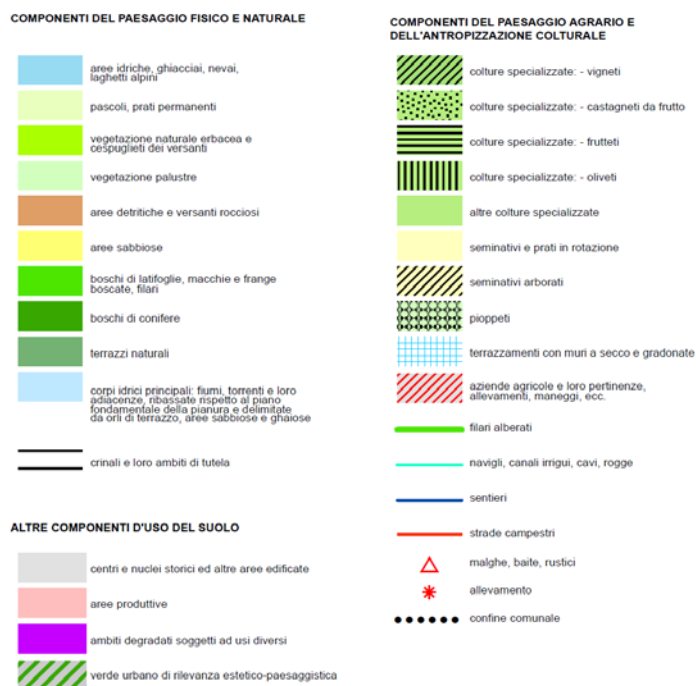 COMPONENTI DEL PAESAGGIO FISICO E NATURALE
aree idriche, ghiacciai, nevai,
laghetti alpini
pascoli, prati permanenti
vegetazione naturale erbacea e
cespuglieti dei versanti
vegetazione palustre
aree detritiche e versanti rocciosi
aree sabbiose
boschi di latifoglie, macchie e frange
boscate, filari
boschi di conifere
terrazzi naturali
corpi idrici principali: fiumi, torrenti e loro
adiacenze, ribassate rispetto al piano
fondamentale della pianura e delimitate
da orli di terrazzo, aree sabbiose e ghaiose
crinali e loro ambiti di tutela
ALTRE COMPONENTI D'USO DEL SUOLO
centri e nuclei storici ed altre aree edificate
aree produttive
ambiti degradati soggetti ad usi diversi
verde urbano di rilevanza estetico-paesaggistica
COMPONENTI DEL PAESAGGIO AGRARIO E
DELL'ANTROPIZZAZIONE COLTURALE
colture specializzate: - vigneti
colture specializzate: - castagneti da frutto
colture specializzate: - frutteti
colture specializzate: - oliveti
altre colture specializzate
seminativi e prati in rotazione
seminativi arborati
pioppeti
terrazzamenti con muri a secco e gradonate
aziende agricole e loro pertinenze,
allevamenti, maneggi, ecc.
filari alberati
navigli, canali irrigui, cavi, rogge
sentieri
strade campestri
malghe, baite, rustici
allevamento
confine comunale